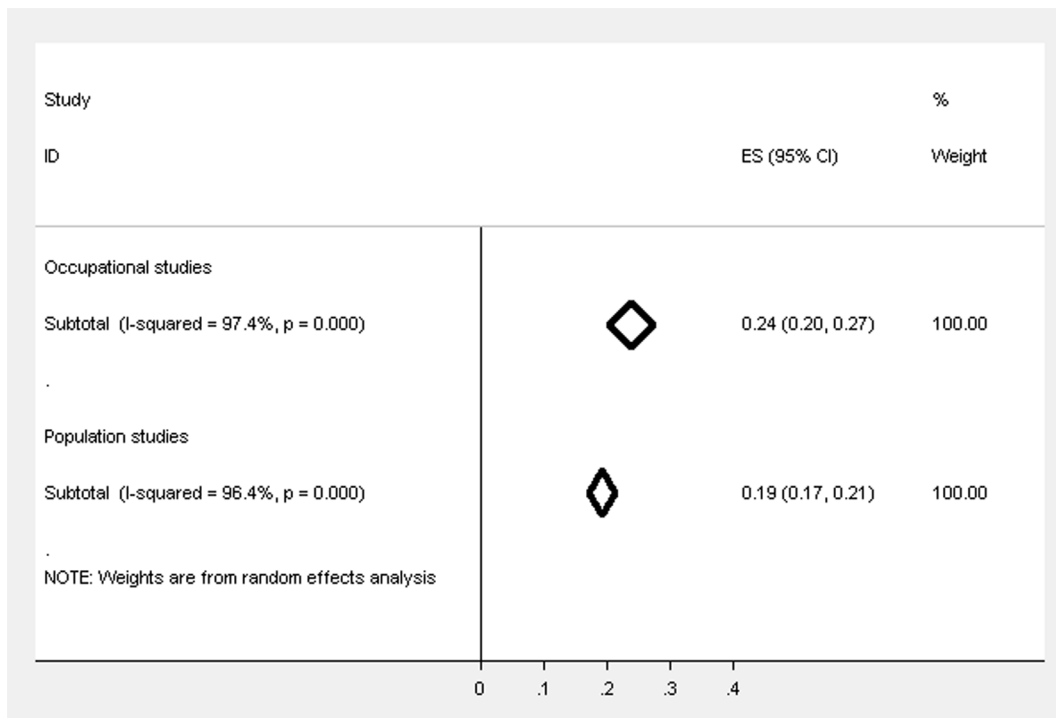 Study %
ID ES (95% CI) Weight
Occupational studies
Subtotal (I-squared = 97.4%, p = 0.000) 0.24 (0.20, 0.27) 100.00
.
Population studies
Subtotal (I-squared = 96.4%, p = 0.000) 0.19 (0.17, 0.21) 100.00
.
NOTE: Weights are from random effects analysis
0 .1 .2 .3 .4